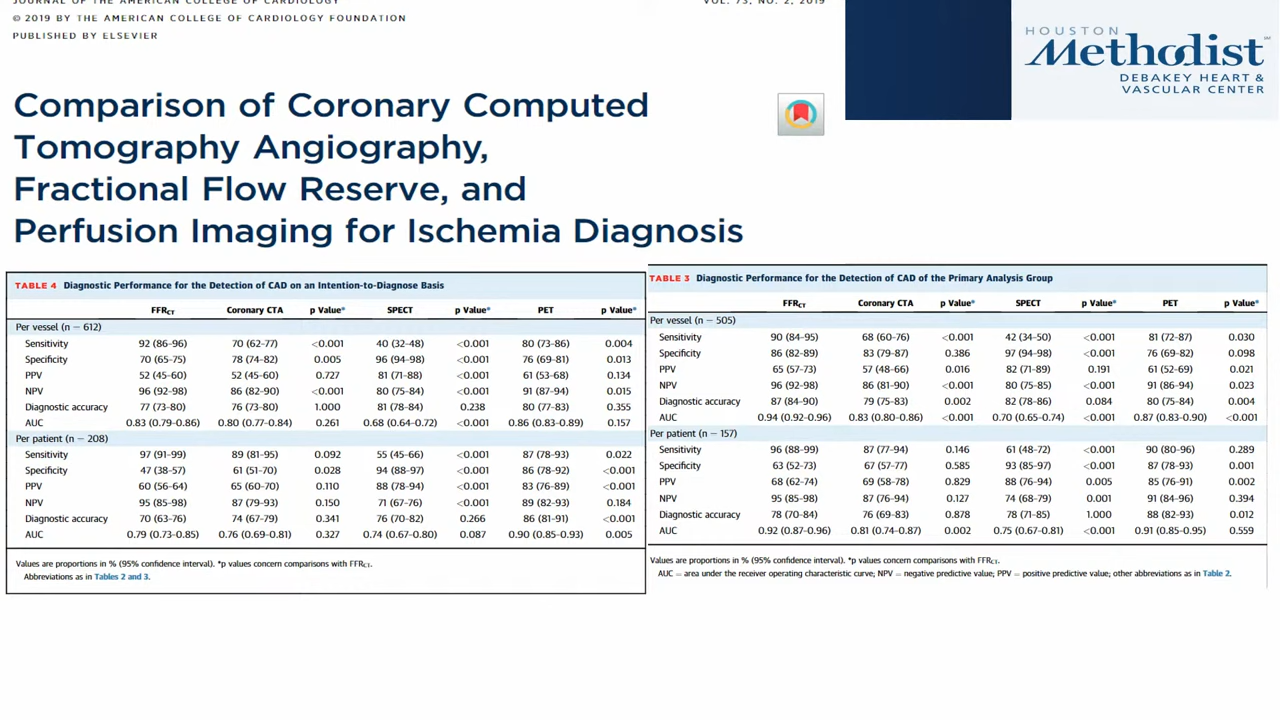 JOURNAL OF THE AMERICAN COLLEGE OF CARDIOLOGY
VOL. 73, NO. 2, 2019
© 2019 BY THE AMERICAN COLLEGE OF CARDIOLOGY FOUNDATION
PUBLISHED BY ELSEVIER
HOUSTON
Methodist
DEBAKEY HEART &
VASCULAR CENTER
Comparison of Coronary Computed
Tomography Angiography,
Fractional Flow Reserve, and
Perfusion Imaging for Ischemia Diagnosis
TABLE 4 Diagnostic Performance for the Detection of CAD on an Intention-to-Diagnose Basis
FFRCT Coronary CTA p Value* SPECT p Value* PET p Value*
Per vessel (n = 612)
Sensitivity 92 (86-96) 70 (62-77) <0.001 40 (32-48) <0.001 80 (73-86) 0.004
Specificity 70 (65-75) 78 (74-82) 0.005 96 (94-98) <0.001 76 (69-81) 0.013
PPV 52 (45-60) 52 (45-60) 0.727 81 (71-88) <0.001 61 (53-68) 0.134
NPV 96 (92-98) 86 (82-90) <0.001 80 (75-84) <0.001 91 (87-94) 0.015
Diagnostic accuracy 77 (73-80) 76 (73-80) 1.000 81 (78-84) 0.238 80 (77-83) 0.355
AUC 0.83 (0.79-0.86) 0.80 (0.77-0.84) 0.261 0.68 (0.64-0.72) <0.001 0.86 (0.83-0.89) 0.157
Per patient (n = 208)
Sensitivity 97 (91-99) 89 (81-95) 0.092 55 (45-66) <0.001 87 (78-93) 0.022
Specificity 47 (38-57) 61 (51-70) 0.028 94 (88-97) <0.001 86 (78-92) <0.001
PPV 60 (56-64) 65 (60-70) 0.110 88 (78-94) <0.001 83 (76-89) <0.001
NPV 95 (85-98) 87 (79-93) 0.150 71 (67-76) <0.001 89 (82-93) 0.184
Diagnostic accuracy 70 (63-76) 74 (67-79) 0.341 76 (70-82) 0.266 86 (81-91) <0.001
AUC 0.79 (0.73-0.85) 0.76 (0.69-0.81) 0.327 0.74 (0.67-0.80) 0.087 0.90 (0.85-0.93) 0.005
Values are proportions in % (95% confidence interval). *p values concern comparisons with FFRCT.
Abbreviations as in Tables 2 and 3.
TABLE 3 Diagnostic Performance for the Detection of CAD of the Primary Analysis Group
FFRCT Coronary CTA p Value* SPECT p Value* PET p Value*
Per vessel (n = 505)
Sensitivity 90 (84-95) 68 (60-76) <0.001 42 (34-50) <0.001 81 (72-87) 0.030
Specificity 86 (82-89) 83 (79-87) 0.386 97 (94-98) <0.001 76 (69-82) 0.098
PPV 65 (57-73) 57 (48-66) 0.016 82 (71-89) 0.191 61 (52-69) 0.021
NPV 96 (92-98) 86 (81-90) <0.001 80 (75-85) <0.001 91 (86-94) 0.023
Diagnostic accuracy 87 (84-90) 79 (75-83) 0.002 82 (78-86) 0.084 80 (75-84) 0.004
AUC 0.94 (0.92-0.96) 0.83 (0.80-0.86) <0.001 0.70 (0.65-0.74) <0.001 0.87 (0.83-0.90) <0.001
Per patient (n = 157)
Sensitivity 96 (88-99) 87 (77-94) 0.146 61 (48-72) <0.001 90 (80-96) 0.289
Specificity 63 (52-73) 67 (57-77) 0.585 93 (85-97) <0.001 87 (78-93) 0.001
PPV 68 (62-74) 69 (58-78) 0.829 88 (76-94) 0.005 85 (76-91) 0.002
NPV 95 (85-98) 87 (76-94) 0.127 74 (68-79) 0.001 91 (84-96) 0.394
Diagnostic accuracy 78 (70-84) 76 (69-83) 0.878 78 (71-85) 1.000 88 (82-93) 0.012
AUC 0.92 (0.87-0.96) 0.81 (0.74-0.87) 0.002 0.75 (0.67-0.81) <0.001 0.91 (0.85-0.95) 0.559
Values are proportions in % (95% confidence interval). *p values concern comparisons with FFRCT.
AUC = area under the receiver operating characteristic curve; NPV = negative predictive value; PPV = positive predictive value; other abbreviations as in Table 2.